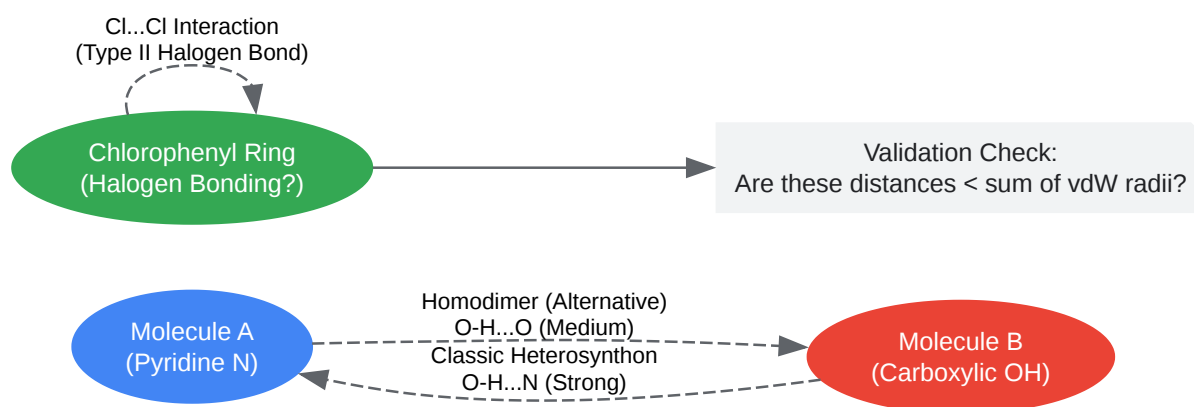 Cl...Cl Interaction
(Type II Halogen Bond)
Chlorophenyl Ring
(Halogen Bonding?)
Validation Check:
Are these distances < sum of vdW radii?
Homodimer (Alternative)
O-H...O (Medium)
Classic Heterosynthon
O-H...N (Strong)
Molecule A
(Pyridine N)
Molecule B
(Carboxylic OH)